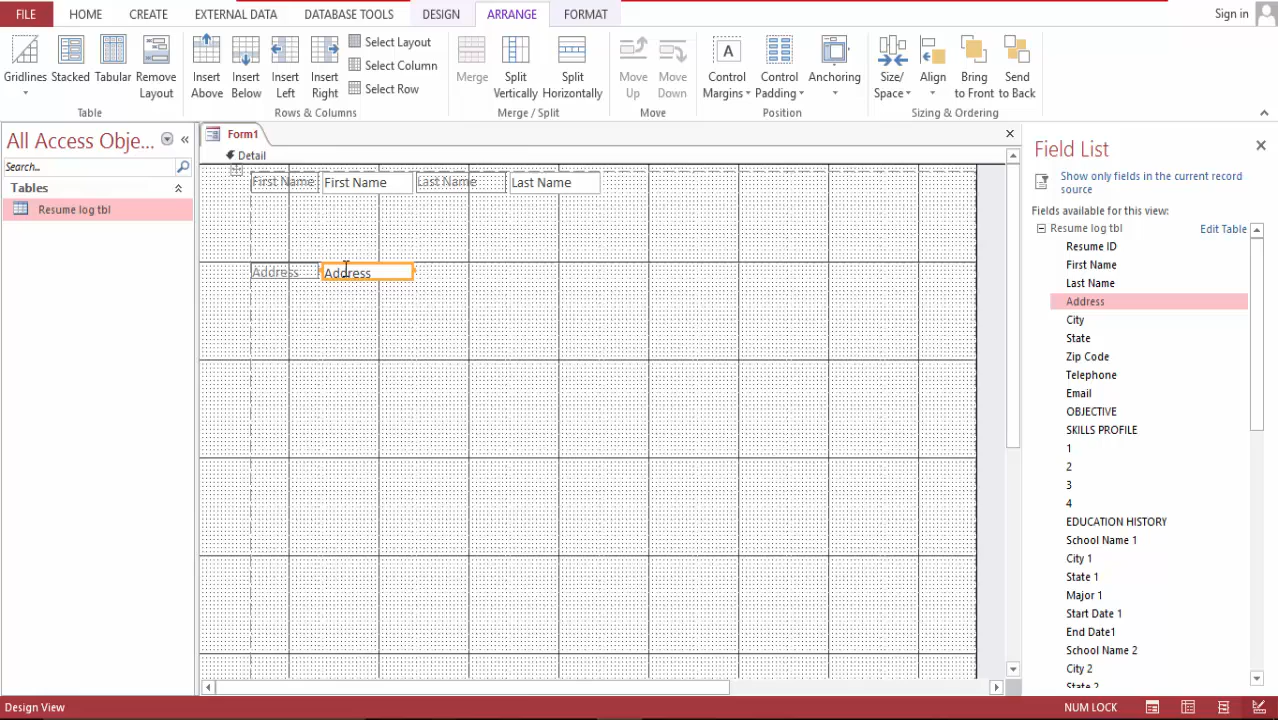 FILE HOME CREATE EXTERNAL DATA DATABASE TOOLS DESIGN ARRANGE FORMAT Sign in
Gridlines Stacked Tabular Remove Layout
Table
Insert Above Insert Below Insert Left Insert Right
Select Layout
Select Column
Select Row
Rows & Columns
Merge Split Vertically Split Horizontally
Merge / Split
Move Up Move Down
Move
Control Margins Control Padding Anchoring
Position
Size/ Space Align Bring to Front Send to Back
Sizing & Ordering
All Access Obje...
Search...
Tables
Resume log tbl
Form1
Detail
First Name First Name Last Name Last Name
Address Address
Field List
Show only fields in the current record
source
Fields available for this view:
Resume log tbl Edit Table
Resume ID
First Name
Last Name
Address
City
State
Zip Code
Telephone
Email
OBJECTIVE
SKILLS PROFILE
1
2
3
4
EDUCATION HISTORY
School Name 1
City 1
State 1
Major 1
Start Date 1
End Date1
School Name 2
City 2
State 2
Design View NUM LOCK